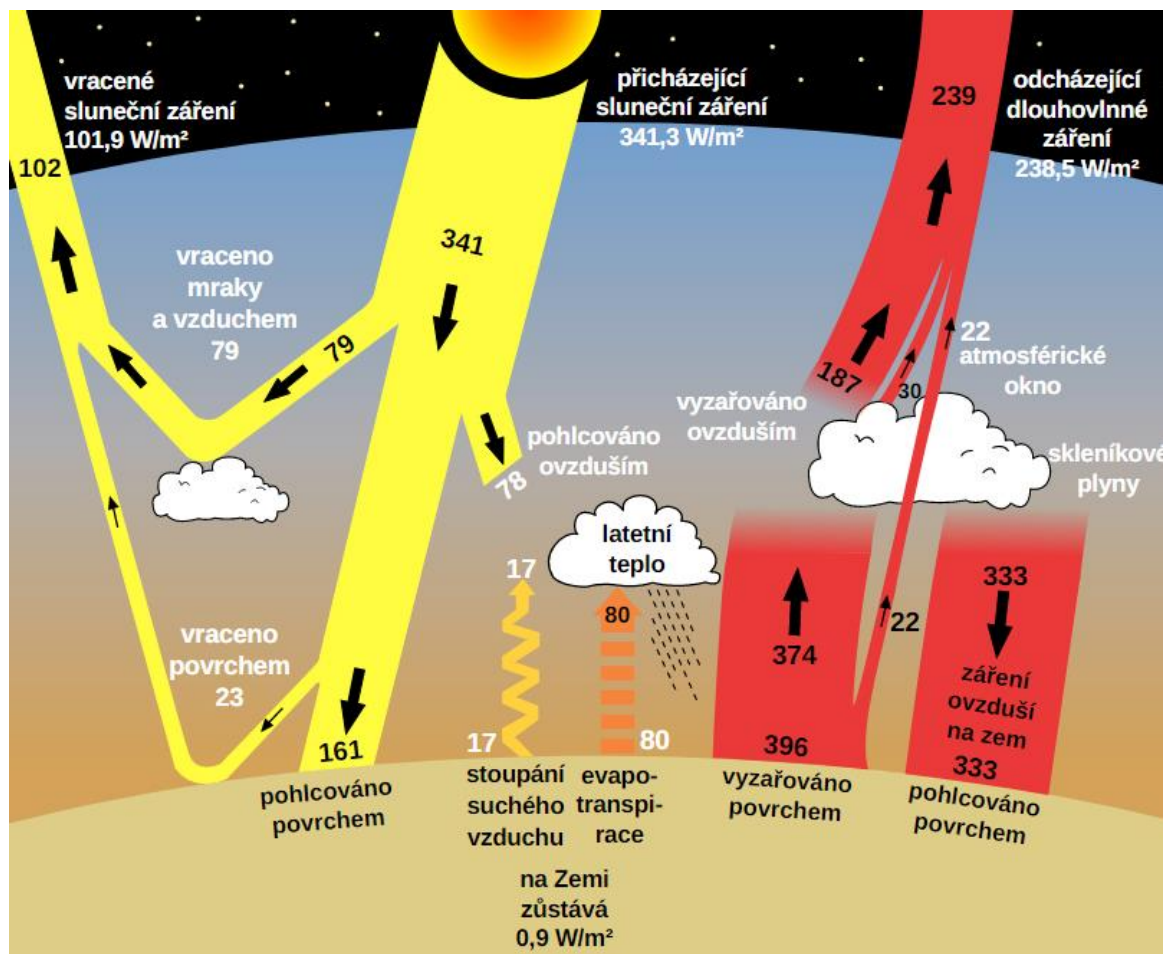 vracené
sluneční záření
101,9 W/m²
102
přicházející
sluneční záření
341,3 W/m²
239
odcházející
dlouhovlnné
záření
238,5 W/m²
341
vraceno
mraky
a vzduchem
79
79
pohlcováno
ovzduším
78
187
30
22
atmosférické
okno
vyzařováno
ovzduším
skleníkové
plyny
latetní
teplo
17
80
374
22
333
záření
ovzduší
na zem
333
vraceno
povrchem
23
161
pohlcováno
povrchem
17
stoupání
suchého
vzduchu
80
evapo-
transpi-
race
396
vyzařováno
povrchem
pohlcováno
povrchem
na Zemi
zůstává
0,9 W/m²